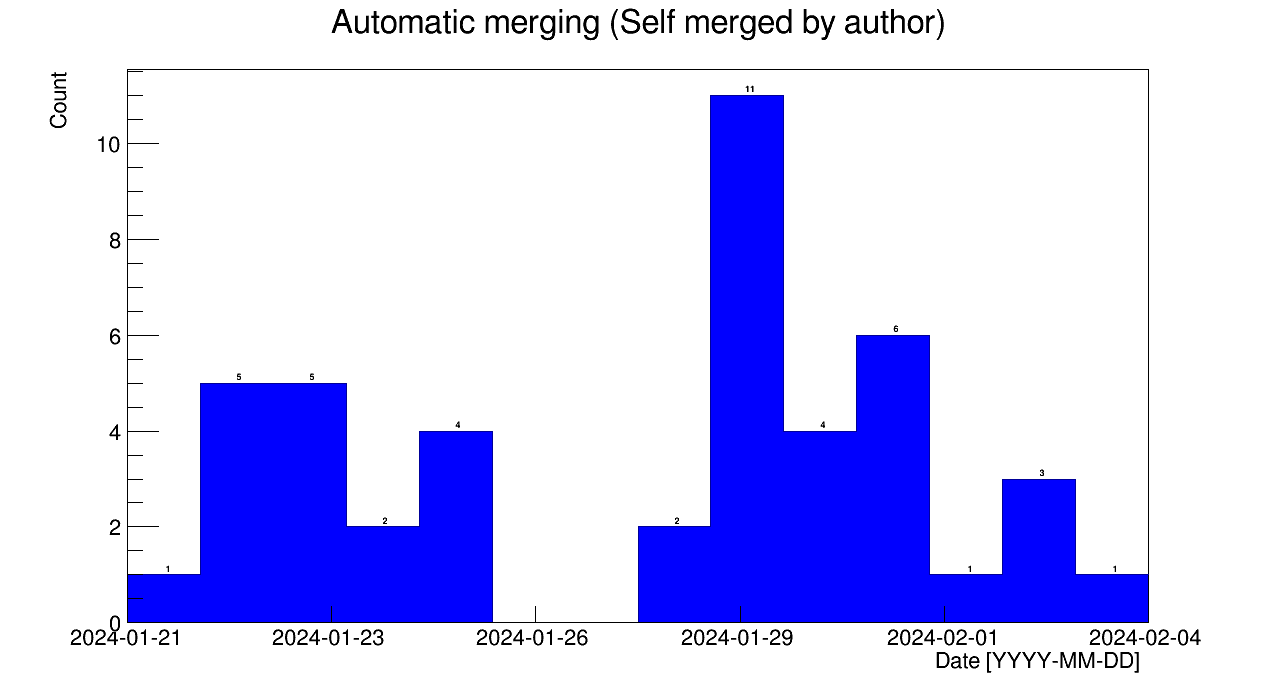 Automatic merging (Self merged by author)
Count
11
10
8
6
6
5 5
4 4
4
3
2 2
2
1 1 1
0
2024-01-21 2024-01-23 2024-01-26 2024-01-29 2024-02-01 2024-02-04
Date [YYYY-MM-DD]